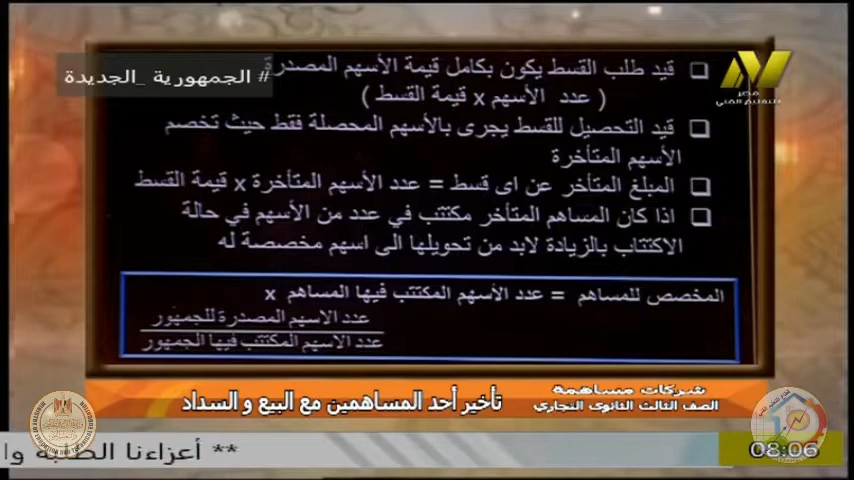 # الجمهورية _الجديدة
مصر
للتعليم الفني
❑ قيد طلب القسط يكون بكامل قيمة الأسهم المصدرة
( عدد الأسهم x قيمة القسط )
❑ قيد التحصيل للقسط يجرى بالأسهم المحصلة فقط حيث تخصم
الأسهم المتأخرة
❑ المبلغ المتأخر عن اى قسط = عدد الأسهم المتأخرة x قيمة القسط
❑ اذا كان المساهم المتأخر مكتتب في عدد من الأسهم في حالة
الاكتتاب بالزيادة لابد من تحويلها الى اسهم مخصصة له
المخصص للمساهم = عدد الأسهم المكتتب فيها المساهم x
عدد الاسهم المصدرة للجمهور
عدد الاسهم المكتتب فيها الجمهور
شركات مساهمة
الصف الثالث الثانوى التجارى
تأخير أحد المساهمين مع البيع و السداد
** أعزاءنا الطلبة وا
08:06